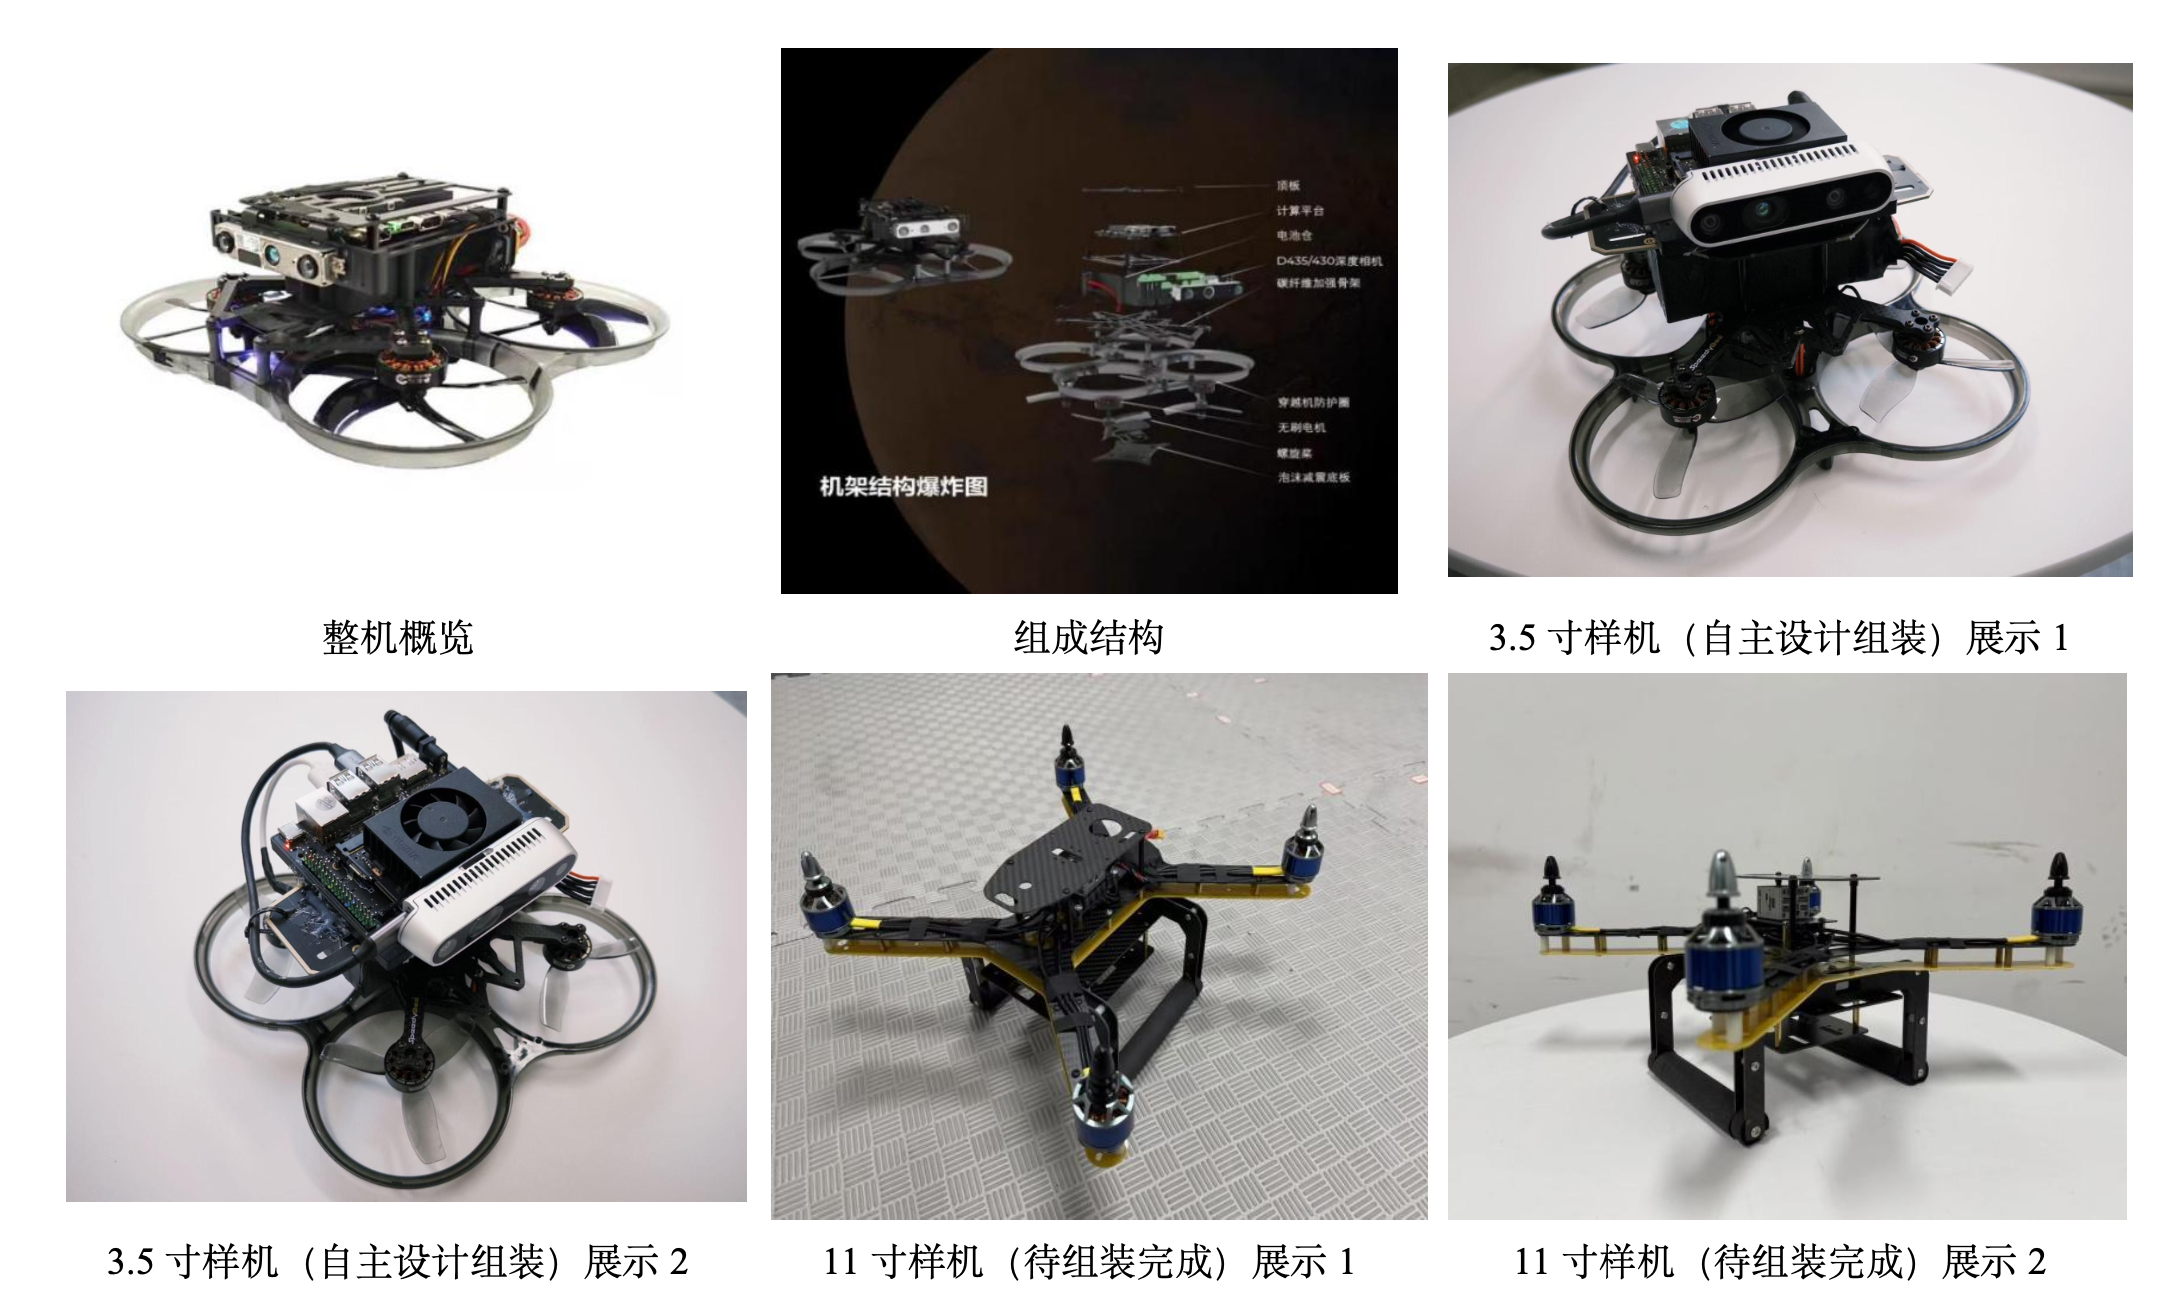 顶板
计算平台
电池仓
D435/430深度相机
碳纤维加强骨架
穿越机防护圈
无刷电机
螺旋桨
泡沫减震底板
机架结构爆炸图
整机概览
组成结构
3.5 寸样机（自主设计组装）展示 1
3.5 寸样机（自主设计组装）展示 2
11 寸样机（待组装完成）展示 1
11 寸样机（待组装完成）展示 2